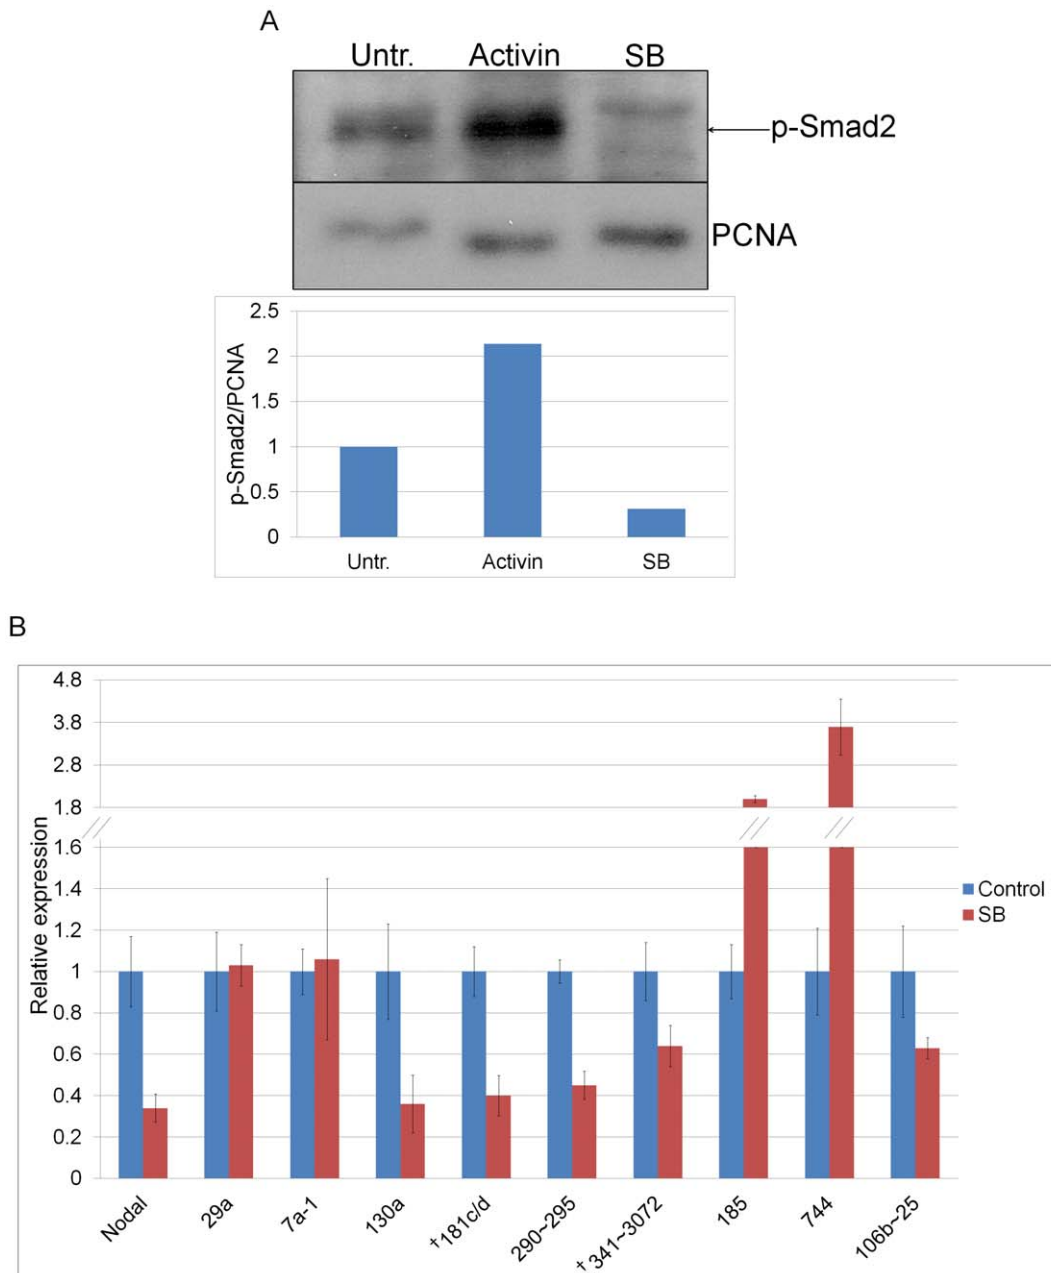 A
Untr. Activin SB
p-Smad2
PCNA
p-Smad2/PCNA
2.5
2
1.5
1
0.5
0
Untr. Activin SB
B
Relative expression
4.8
3.8
2.8
1.8
1.6
1.4
1.2
1
0.8
0.6
0.4
0.2
0
Control
SB
Nodal 29a 7a-1 130a †181c/d 290~295 †341~3072 185 744 106b~25